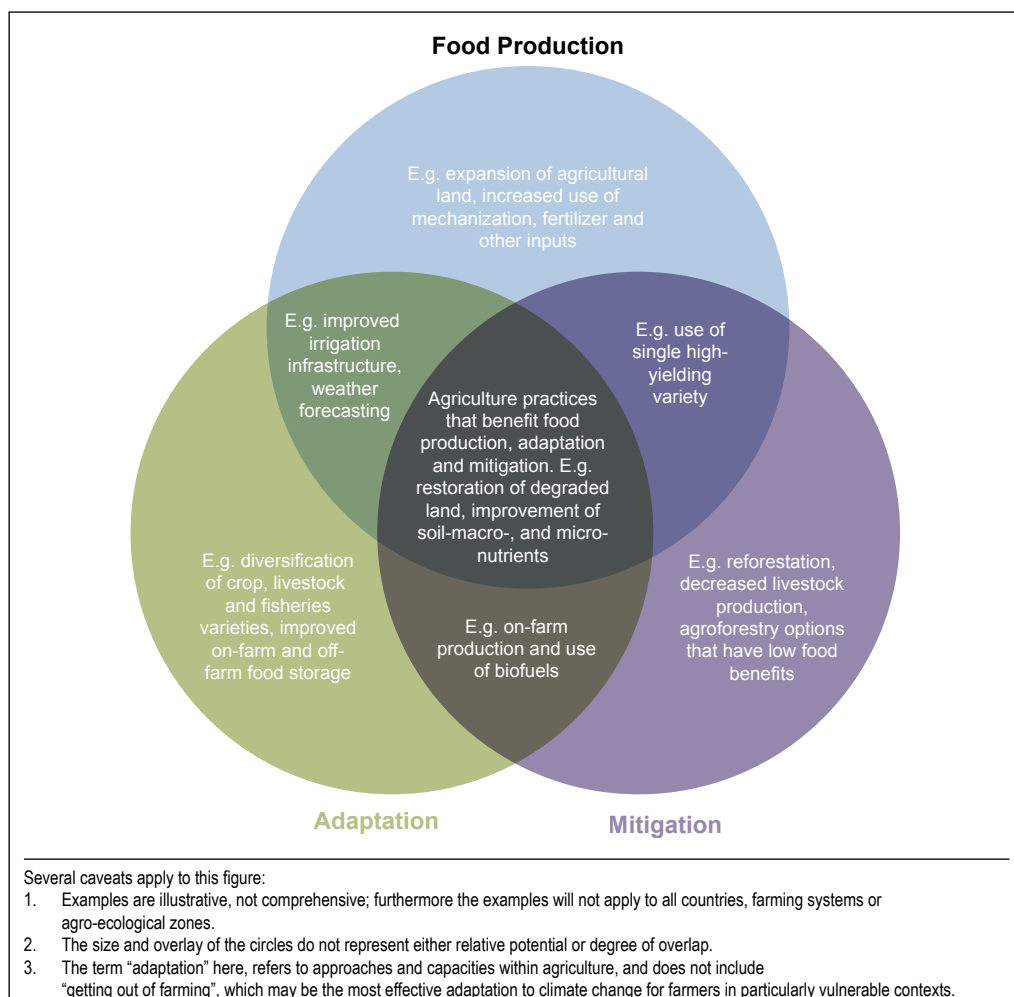 Food Production
E.g. expansion of agricultural
land, increased use of
mechanization, fertilizer and
other inputs
E.g. improved
irrigation
infrastructure,
weather
forecasting
E.g. use of
single high-
yielding
variety
Agriculture practices
that benefit food
production, adaptation
and mitigation. E.g.
restoration of degraded
land, improvement of
soil-macro-, and micro-
nutrients
E.g. diversification
of crop, livestock
and fisheries
varieties, improved
on-farm and off-
farm food storage
E.g. on-farm
production and use
of biofuels
E.g. reforestation,
decreased livestock
production,
agroforestry options
that have low food
benefits
Adaptation
Mitigation
Several caveats apply to this figure:
1. Examples are illustrative, not comprehensive; furthermore the examples will not apply to all countries, farming systems or
agro-ecological zones.
2. The size and overlay of the circles do not represent either relative potential or degree of overlap.
3. The term “adaptation” here, refers to approaches and capacities within agriculture, and does not include
“getting out of farming”, which may be the most effective adaptation to climate change for farmers in particularly vulnerable contexts.